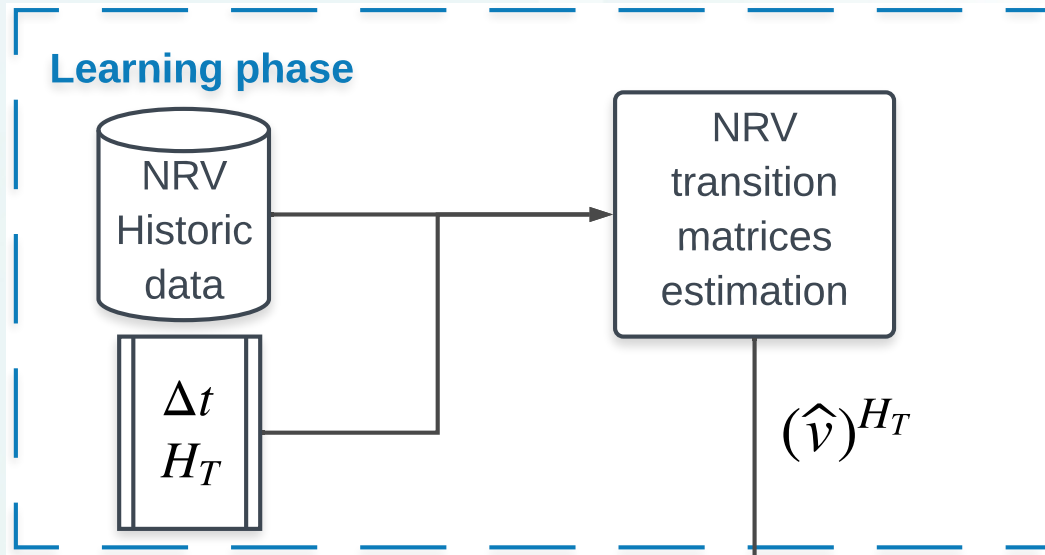 Learning phase
NRV
Historic
data
NRV
transition
matrices
estimation
Δt
H_T
(v̂)^{H_T}